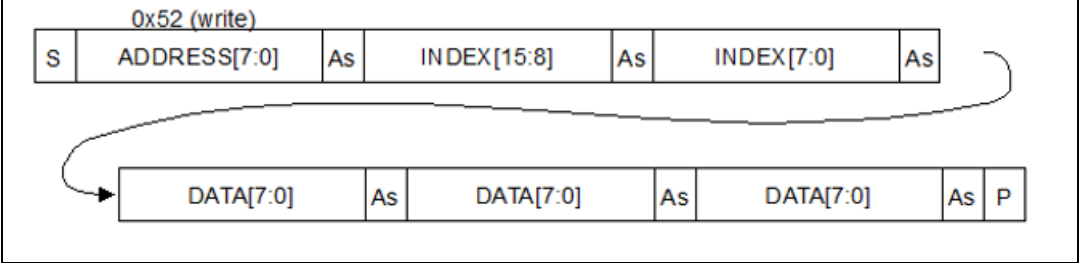 0x52 (write)
S ADDRESS[7:0] As INDEX[15:8] As INDEX[7:0] As
DATA[7:0] As DATA[7:0] As DATA[7:0] As P